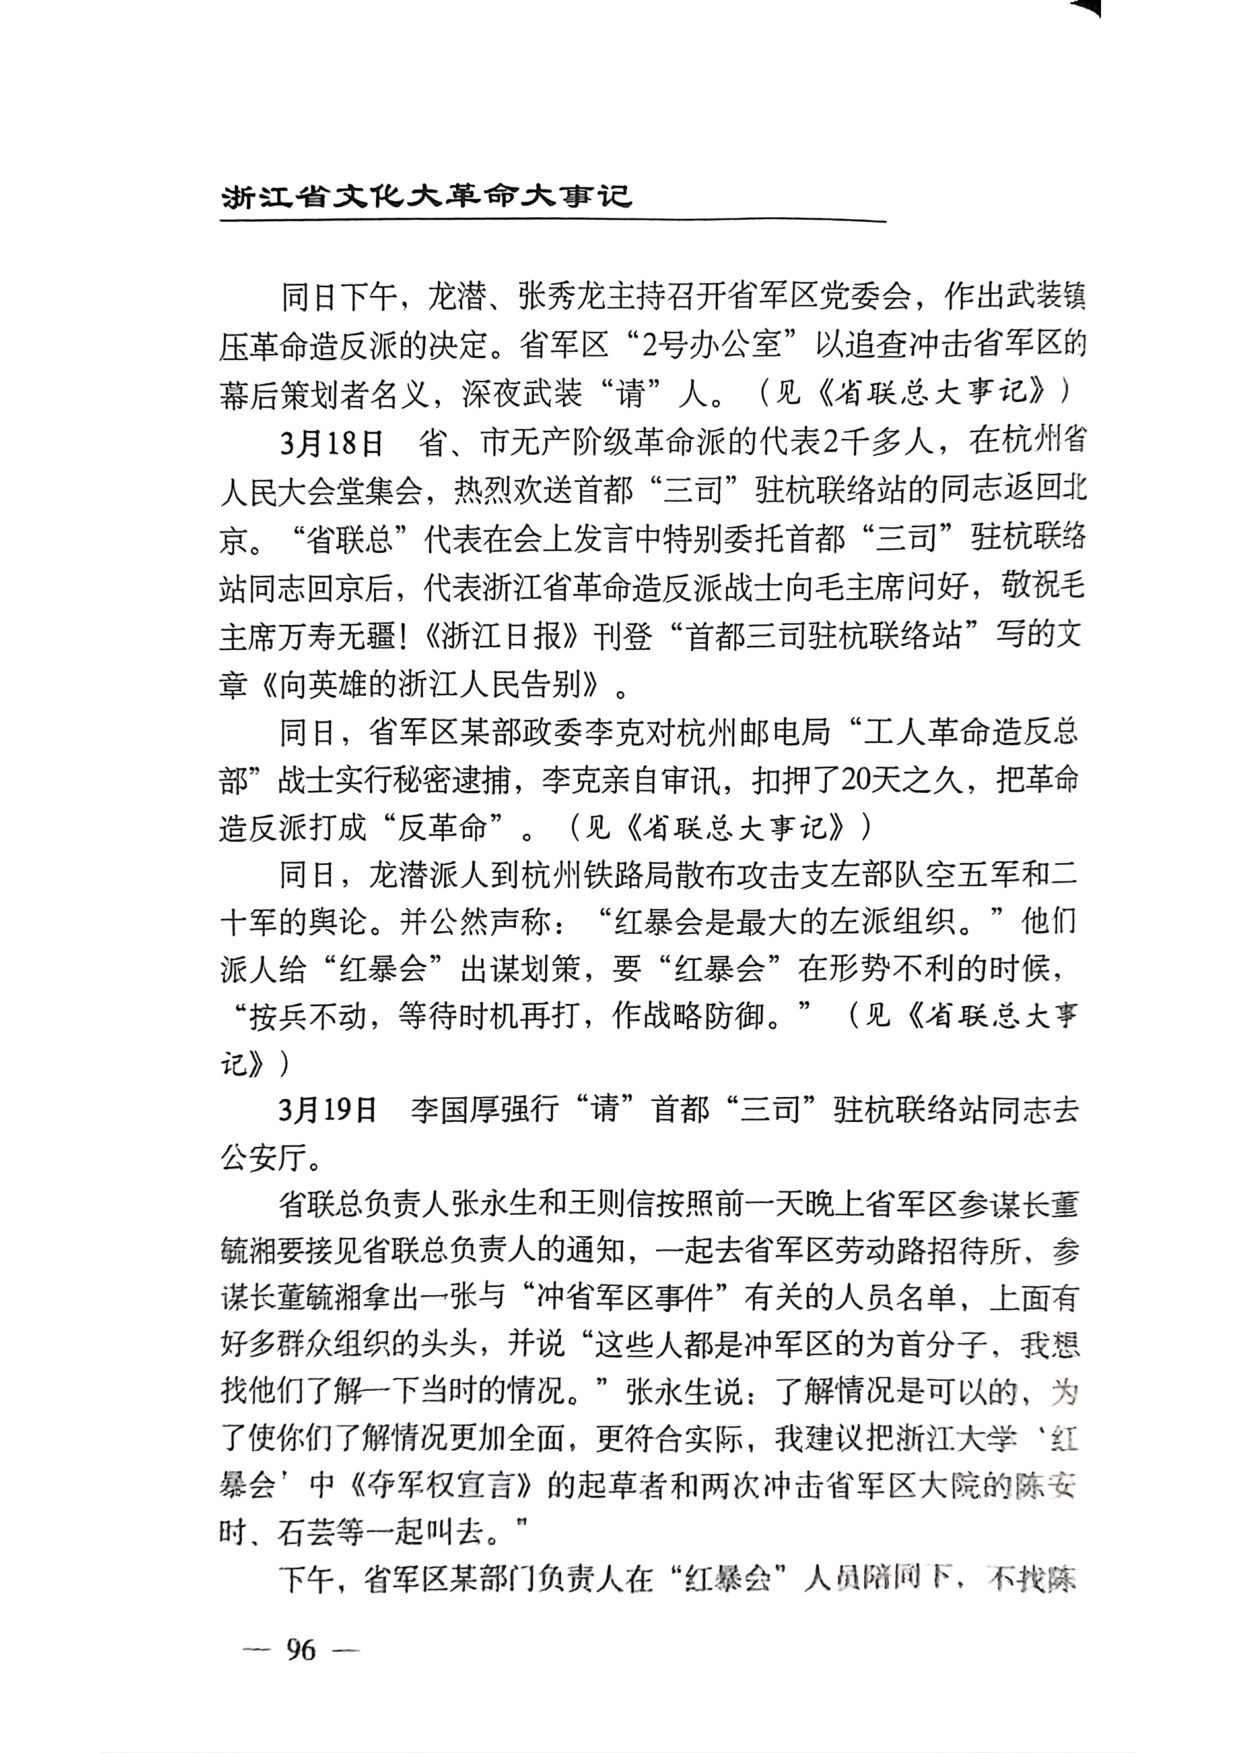 浙江省文化大革命大事记
同日下午，龙潜、张秀龙主持召开省军区党委会，作出武装镇
压革命造反派的决定。省军区“2号办公室”以追查冲击省军区的
幕后策划者名义，深夜武装“请”人。（见《省联总大事记》）
3月18日　省、市无产阶级革命派的代表2千多人，在杭州省
人民大会堂集会，热烈欢送首都“三司”驻杭联络站的同志返回北
京。“省联总”代表在会上发言中特别委托首都“三司”驻杭联络
站同志回京后，代表浙江省革命造反派战士向毛主席问好，敬祝毛
主席万寿无疆！《浙江日报》刊登“首都三司驻杭联络站”写的文
章《向英雄的浙江人民告别》。
同日，省军区某部政委李克对杭州邮电局“工人革命造反总
部”战士实行秘密逮捕，李克亲自审讯，扣押了20天之久，把革命
造反派打成“反革命”。（见《省联总大事记》）
同日，龙潜派人到杭州铁路局散布攻击支左部队空五军和二
十军的舆论。并公然声称：“红暴会是最大的左派组织。”他们
派人给“红暴会”出谋划策，要“红暴会”在形势不利的时候，
“按兵不动，等待时机再打，作战略防御。”（见《省联总大事
记》）
3月19日　李国厚强行“请”首都“三司”驻杭联络站同志去
公安厅。
省联总负责人张永生和王则信按照前一天晚上省军区参谋长董
毓湘要接见省联总负责人的通知，一起去省军区劳动路招待所，参
谋长董毓湘拿出一张与“冲省军区事件”有关的人员名单，上面有
好多群众组织的头头，并说“这些人都是冲军区的为首分子，我想
找他们了解一下当时的情况。”张永生说：了解情况是可以的，为
了使你们了解情况更加全面，更符合实际，我建议把浙江大学‘红
暴会’中《夺军权宣言》的起草者和两次冲击省军区大院的陈安
时、石芸等一起叫去。”
下午，省军区某部门负责人在“红暴会”人员陪同下，不找陈
— 96 —